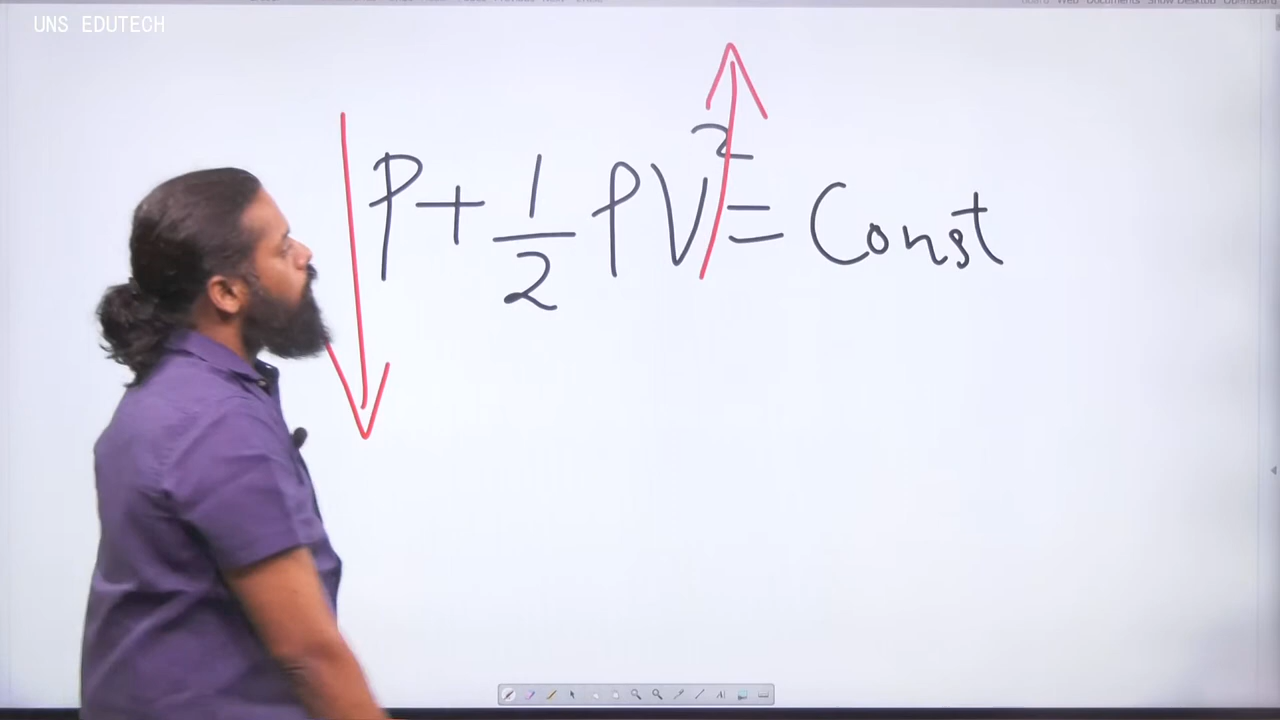 UNS EDUTECH
P + 1/2 ρV² = Const